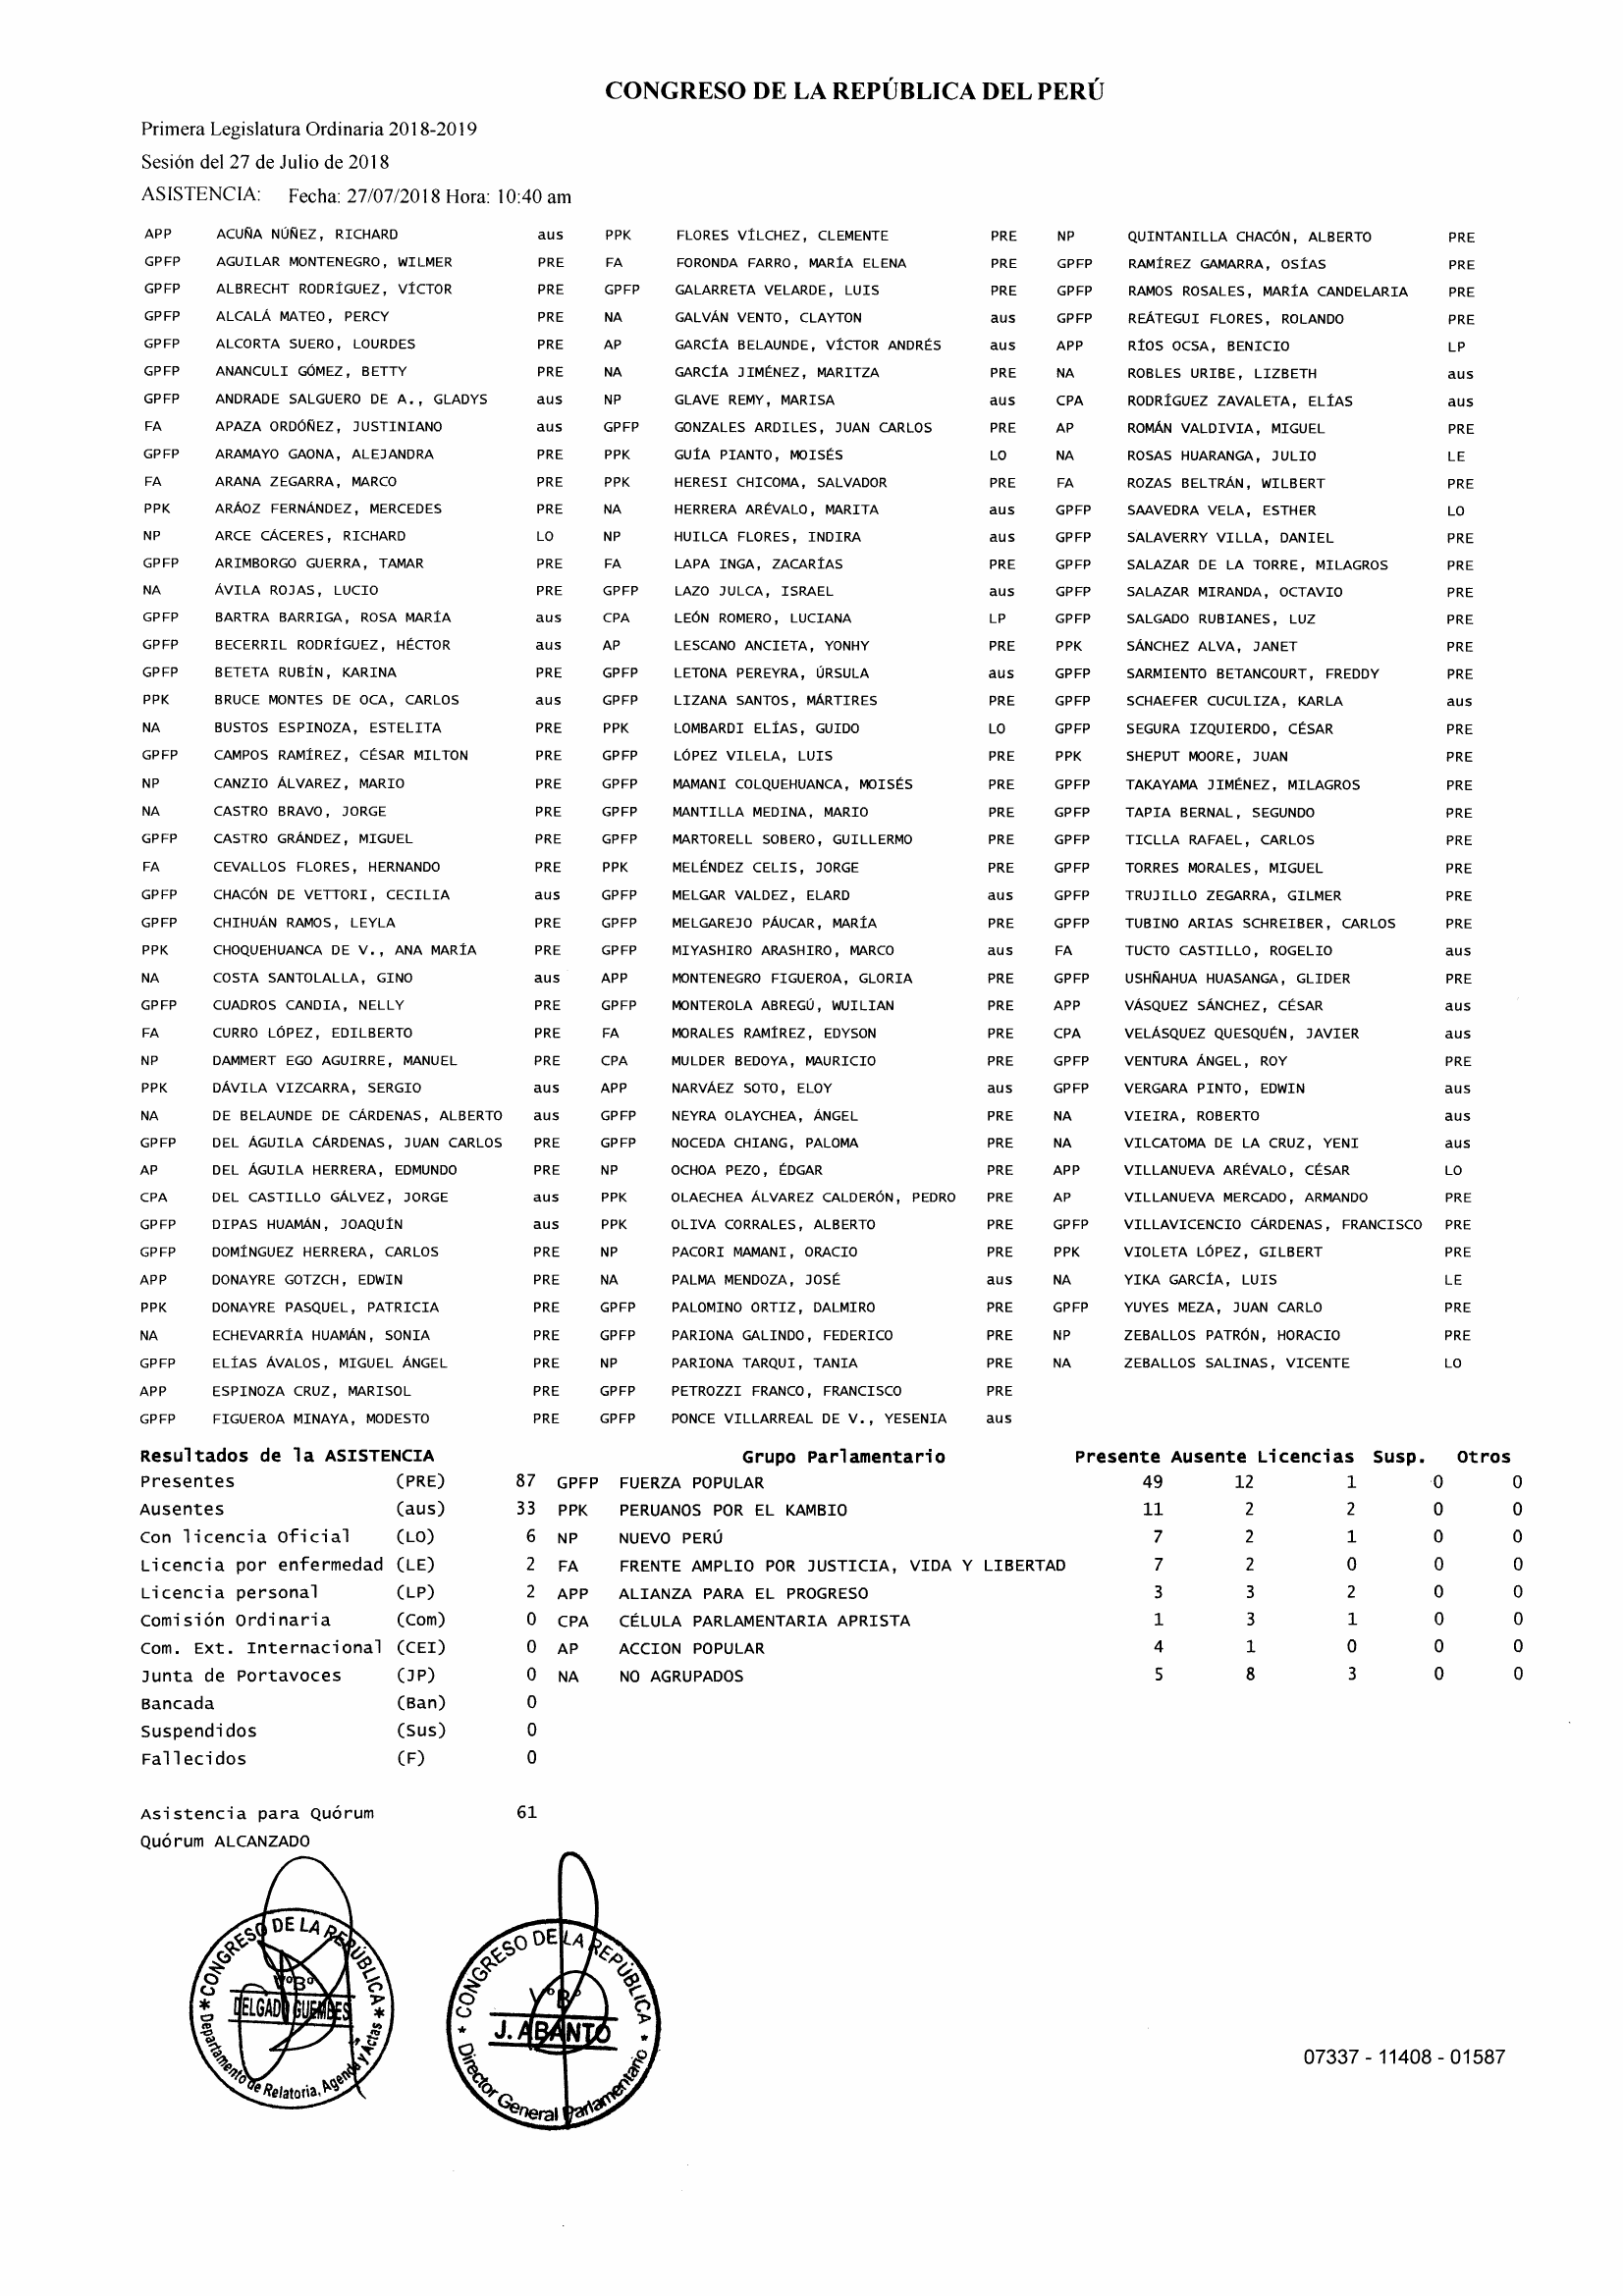 CONGRESO DE LA REPÚBLICA DEL PERÚ
Primera Legislatura Ordinaria 2018-2019
Sesión del 27 de Julio de 2018
ASISTENCIA: Fecha: 27/07/2018 Hora: 10:40 am
APP ACUÑA NÚÑEZ, RICHARD aus PPK FLORES VÍLCHEZ, CLEMENTE PRE NP QUINTANILLA CHACÓN, ALBERTO PRE
GPFP AGUILAR MONTENEGRO, WILMER PRE FA FORONDA FARRO, MARÍA ELENA PRE GPFP RAMÍREZ GAMARRA, OSÍAS PRE
GPFP ALBRECHT RODRÍGUEZ, VÍCTOR PRE GPFP GALARRETA VELARDE, LUIS PRE GPFP RAMOS ROSALES, MARÍA CANDELARIA PRE
GPFP ALCALÁ MATEO, PERCY PRE NA GALVÁN VENTO, CLAYTON aus GPFP REÁTEGUI FLORES, ROLANDO PRE
GPFP ALCORTA SUERO, LOURDES PRE AP GARCÍA BELAUNDE, VÍCTOR ANDRÉS aus APP RÍOS OCSA, BENICIO LP
GPFP ANANCULI GÓMEZ, BETTY PRE NA GARCÍA JIMÉNEZ, MARITZA PRE NA ROBLES URIBE, LIZBETH aus
GPFP ANDRADE SALGUERO DE A., GLADYS aus NP GLAVE REMY, MARISA aus CPA RODRÍGUEZ ZAVALETA, ELÍAS aus
FA APAZA ORDÓÑEZ, JUSTINIANO aus GPFP GONZALES ARDILES, JUAN CARLOS PRE AP ROMÁN VALDIVIA, MIGUEL PRE
GPFP ARAMAYO GAONA, ALEJANDRA PRE PPK GUÍA PIANTO, MOISÉS LO NA ROSAS HUARANGA, JULIO LE
FA ARANA ZEGARRA, MARCO PRE PPK HERESI CHICOMA, SALVADOR PRE FA ROZAS BELTRÁN, WILBERT PRE
PPK ARÁOZ FERNÁNDEZ, MERCEDES PRE NA HERRERA ARÉVALO, MARITA aus GPFP SAAVEDRA VELA, ESTHER LO
NP ARCE CÁCERES, RICHARD LO NP HUILCA FLORES, INDIRA aus GPFP SALAVERRY VILLA, DANIEL PRE
GPFP ARIMBORGO GUERRA, TAMAR PRE FA LAPA INGA, ZACARÍAS PRE GPFP SALAZAR DE LA TORRE, MILAGROS PRE
NA ÁVILA ROJAS, LUCIO PRE GPFP LAZO JULCA, ISRAEL aus GPFP SALAZAR MIRANDA, OCTAVIO PRE
GPFP BARTRA BARRIGA, ROSA MARÍA aus CPA LEÓN ROMERO, LUCIANA LP GPFP SALGADO RUBIANES, LUZ PRE
GPFP BECERRIL RODRÍGUEZ, HÉCTOR aus AP LESCANO ANCIETA, YONHY PRE PPK SÁNCHEZ ALVA, JANET PRE
GPFP BETETA RUBÍN, KARINA PRE GPFP LETONA PEREYRA, ÚRSULA aus GPFP SARMIENTO BETANCOURT, FREDDY PRE
PPK BRUCE MONTES DE OCA, CARLOS aus GPFP LIZANA SANTOS, MÁRTIRES PRE GPFP SCHAEFER CUCULIZA, KARLA aus
NA BUSTOS ESPINOZA, ESTELITA PRE PPK LOMBARDI ELÍAS, GUIDO LO GPFP SEGURA IZQUIERDO, CÉSAR PRE
GPFP CAMPOS RAMÍREZ, CÉSAR MILTON PRE GPFP LÓPEZ VILELA, LUIS PRE PPK SHEPUT MOORE, JUAN PRE
NP CANZIO ÁLVAREZ, MARIO PRE GPFP MAMANI COLQUEHUANCA, MOISÉS PRE GPFP TAKAYAMA JIMÉNEZ, MILAGROS PRE
NA CASTRO BRAVO, JORGE PRE GPFP MANTILLA MEDINA, MARIO PRE GPFP TAPIA BERNAL, SEGUNDO PRE
GPFP CASTRO GRÁNDEZ, MIGUEL PRE GPFP MARTORELL SOBERO, GUILLERMO PRE GPFP TICLLA RAFAEL, CARLOS PRE
FA CEVALLOS FLORES, HERNANDO PRE PPK MELÉNDEZ CELIS, JORGE PRE GPFP TORRES MORALES, MIGUEL PRE
GPFP CHACÓN DE VETTORI, CECILIA aus GPFP MELGAR VALDEZ, ELARD aus GPFP TRUJILLO ZEGARRA, GILMER PRE
GPFP CHIHUÁN RAMOS, LEYLA PRE GPFP MELGAREJO PÁUCAR, MARÍA PRE GPFP TUBINO ARIAS SCHREIBER, CARLOS PRE
PPK CHOQUEHUANCA DE V., ANA MARÍA PRE GPFP MIYASHIRO ARASHIRO, MARCO aus FA TUCTO CASTILLO, ROGELIO aus
NA COSTA SANTOLALLA, GINO aus APP MONTENEGRO FIGUEROA, GLORIA PRE GPFP USHÑAHUA HUASANGA, GLIDER PRE
GPFP CUADROS CANDIA, NELLY PRE GPFP MONTEROLA ABREGÚ, WUILIAN PRE APP VÁSQUEZ SÁNCHEZ, CÉSAR aus
FA CURRO LÓPEZ, EDILBERTO PRE FA MORALES RAMÍREZ, EDYSON PRE CPA VELÁSQUEZ QUESQUÉN, JAVIER aus
NP DAMMERT EGO AGUIRRE, MANUEL PRE CPA MULDER BEDOYA, MAURICIO PRE GPFP VENTURA ÁNGEL, ROY PRE
PPK DÁVILA VIZCARRA, SERGIO aus APP NARVÁEZ SOTO, ELOY aus GPFP VERGARA PINTO, EDWIN aus
NA DE BELAUNDE DE CÁRDENAS, ALBERTO aus GPFP NEYRA OLAYCHEA, ÁNGEL PRE NA VIEIRA, ROBERTO aus
GPFP DEL ÁGUILA CÁRDENAS, JUAN CARLOS PRE GPFP NOCEDA CHIANG, PALOMA PRE NA VILCATOMA DE LA CRUZ, YENI aus
AP DEL ÁGUILA HERRERA, EDMUNDO PRE NP OCHOA PEZO, ÉDGAR PRE APP VILLANUEVA ARÉVALO, CÉSAR LO
CPA DEL CASTILLO GÁLVEZ, JORGE aus PPK OLAECHEA ÁLVAREZ CALDERÓN, PEDRO PRE AP VILLANUEVA MERCADO, ARMANDO PRE
GPFP DIPAS HUAMÁN, JOAQUÍN aus PPK OLIVA CORRALES, ALBERTO PRE GPFP VILLAVICENCIO CÁRDENAS, FRANCISCO PRE
GPFP DOMÍNGUEZ HERRERA, CARLOS PRE NP PACORI MAMANI, ORACIO PRE PPK VIOLETA LÓPEZ, GILBERT PRE
APP DONAYRE GOTZCH, EDWIN PRE NA PALMA MENDOZA, JOSÉ aus NA YIKA GARCÍA, LUIS LE
PPK DONAYRE PASQUEL, PATRICIA PRE GPFP PALOMINO ORTIZ, DALMIRO PRE GPFP YUYES MEZA, JUAN CARLO PRE
NA ECHEVARRÍA HUAMÁN, SONIA PRE GPFP PARIONA GALINDO, FEDERICO PRE NP ZEBALLOS PATRÓN, HORACIO PRE
GPFP ELÍAS ÁVALOS, MIGUEL ÁNGEL PRE NP PARIONA TARQUI, TANIA PRE NA ZEBALLOS SALINAS, VICENTE LO
APP ESPINOZA CRUZ, MARISOL PRE GPFP PETROZZI FRANCO, FRANCISCO PRE
GPFP FIGUEROA MINAYA, MODESTO PRE GPFP PONCE VILLARREAL DE V., YESENIA aus
Resultados de la ASISTENCIA Grupo Parlamentario Presente Ausente Licencias Susp. Otros
Presentes (PRE) 87 GPFP FUERZA POPULAR 49 12 1 0 0
Ausentes (aus) 33 PPK PERUANOS POR EL KAMBIO 11 2 2 0 0
Con licencia Oficial (LO) 6 NP NUEVO PERÚ 7 2 1 0 0
Licencia por enfermedad (LE) 2 FA FRENTE AMPLIO POR JUSTICIA, VIDA Y LIBERTAD 7 2 0 0 0
Licencia personal (LP) 2 APP ALIANZA PARA EL PROGRESO 3 3 2 0 0
Comisión Ordinaria (Com) 0 CPA CÉLULA PARLAMENTARIA APRISTA 1 3 1 0 0
Com. Ext. Internacional (CEI) 0 AP ACCION POPULAR 4 1 0 0 0
Junta de Portavoces (JP) 0 NA NO AGRUPADOS 5 8 3 0 0
Bancada (Ban) 0
Suspendidos (Sus) 0
Fallecidos (F) 0
Asistencia para Quórum 61
Quórum ALCANZADO
CONGRESO DE LA REPÚBLICA
VºBº
DELGADO GUEMBES
Departamento de Relatoria, Agenda y Actas
CONGRESO DE LA REPÚBLICA
VºBº
J. ABANTO
Director General Parlamentario
07337 - 11408 - 01587